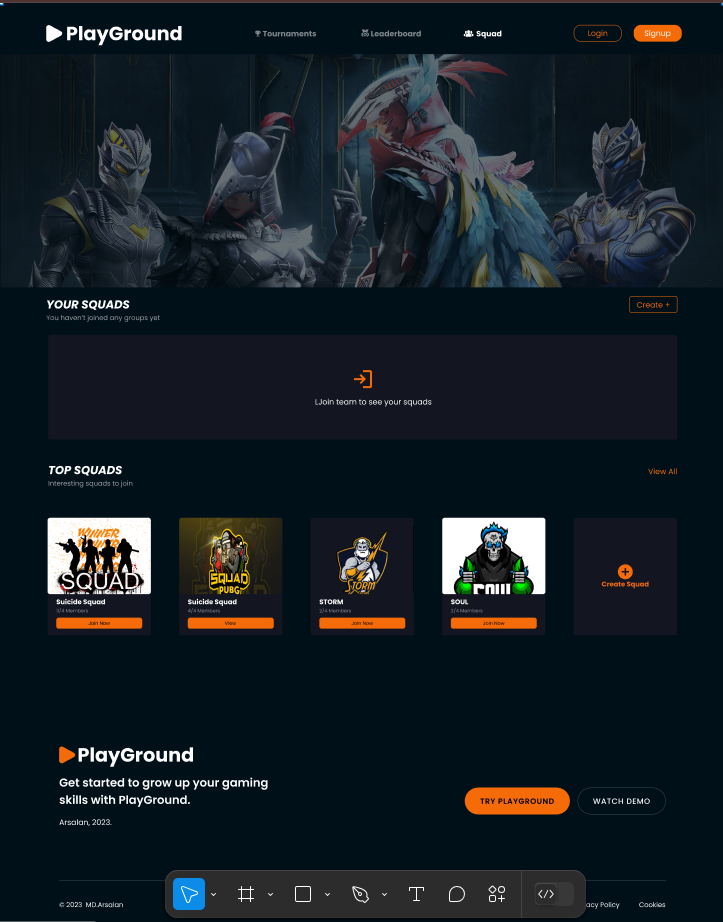 PlayGround
Tournaments
Leaderboard
Squad
Login
Signup
YOUR SQUADS
You haven't joined any groups yet
Create +
LJoin team to see your squads
TOP SQUADS
Interesting squads to join
View All
WINNER
SQUAD
SQUAD
PUBG
STORM
SOUL
Create Squad
Suicide Squad
Suicide Squad
STORM
SOUL
3/4 Members
4/4 Members
2/4 Members
2/4 Members
Join Now
View
Join Now
Join Now
PlayGround
Get started to grow up your gaming
skills with PlayGround.
Arsalan, 2023.
TRY PLAYGROUND
WATCH DEMO
© 2023 MD.Arsalan
acy Policy
Cookies